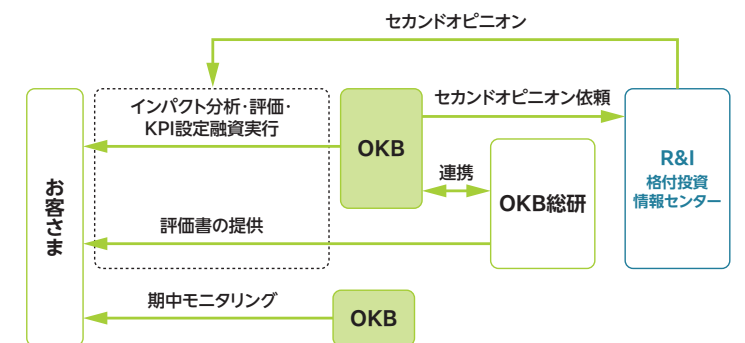 セカンドオピニオン
インパクト分析・評価・
KPI設定融資実行
OKB
セカンドオピニオン依頼
R&I
格付投資
情報センター
連携
OKB総研
お客さま
評価書の提供
期中モニタリング
OKB